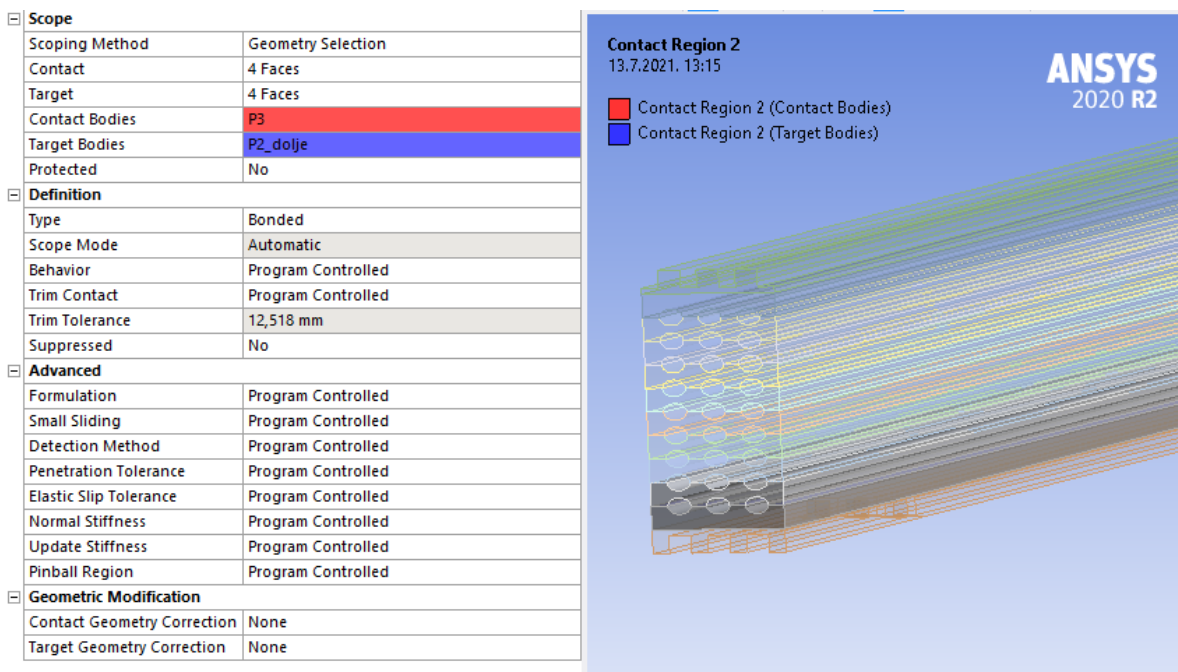 Scope
Scoping Method Geometry Selection
Contact 4 Faces
Target 4 Faces
Contact Bodies P3
Target Bodies P2_dolje
Protected No
Definition
Type Bonded
Scope Mode Automatic
Behavior Program Controlled
Trim Contact Program Controlled
Trim Tolerance 12,518 mm
Suppressed No
Advanced
Formulation Program Controlled
Small Sliding Program Controlled
Detection Method Program Controlled
Penetration Tolerance Program Controlled
Elastic Slip Tolerance Program Controlled
Normal Stiffness Program Controlled
Update Stiffness Program Controlled
Pinball Region Program Controlled
Geometric Modification
Contact Geometry Correction None
Target Geometry Correction None
Contact Region 2
13.7.2021. 13:15
Contact Region 2 (Contact Bodies)
Contact Region 2 (Target Bodies)
ANSYS
2020 R2